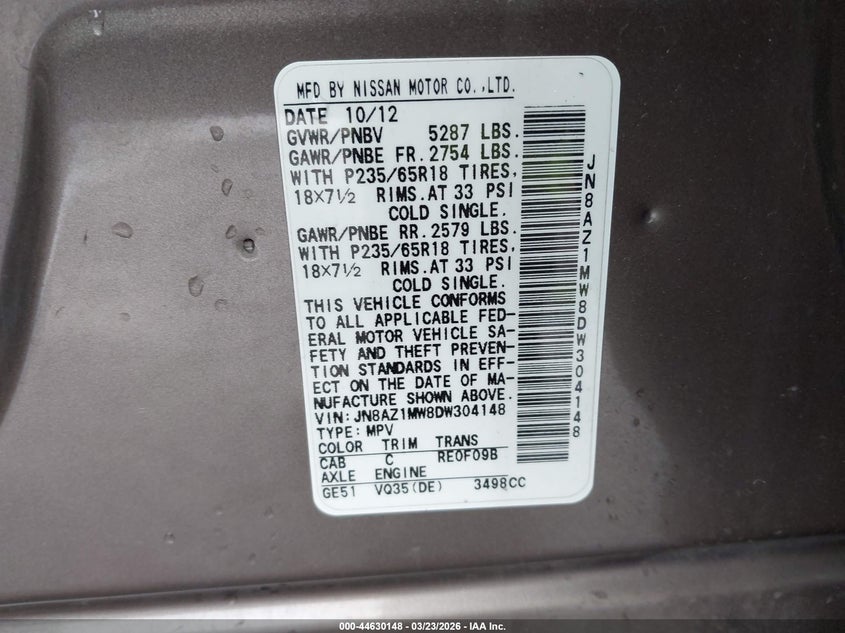 MFD BY NISSAN MOTOR CO.,LTD.
DATE 10/12
GVWR/PNBV 5287 LBS.
GAWR/PNBE FR. 2754 LBS.
WITH P235/65R18 TIRES,
18X7½ RIMS.AT 33 PSI
COLD SINGLE.
GAWR/PNBE RR. 2579 LBS.
WITH P235/65R18 TIRES,
18X7½ RIMS.AT 33 PSI
COLD SINGLE.
THIS VEHICLE CONFORMS
TO ALL APPLICABLE FED-
ERAL MOTOR VEHICLE SA-
FETY AND THEFT PREVEN-
TION STANDARDS IN EFF-
ECT ON THE DATE OF MA-
NUFACTURE SHOWN ABOVE.
VIN: JN8AZ1MW8DW304148
TYPE: MPV
COLOR TRIM TRANS
CAB C RE0F09B
AXLE ENGINE
GE51 VQ35(DE) 3498CC
JN8AZ1MW8DW304148
000-44630148 - 03/23/2026 - IAA Inc.